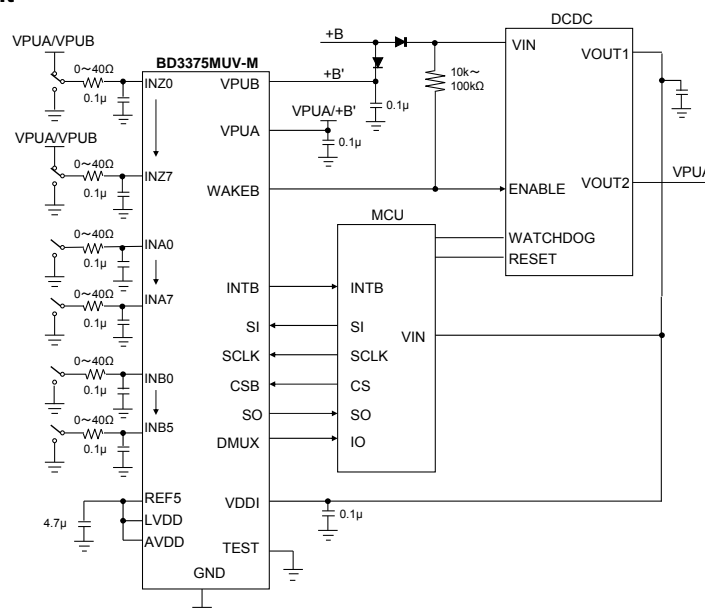 DCDC
VPUA/VPUB
BD3375MUV-M
+B
VIN
VOUT1
0～40Ω
INZ0
VPUB
+B'
10k～
100kΩ
0.1μ
0.1μ
VPUA/+B'
VPUA
0.1μ
VPUA/VPUB
0～40Ω
INZ7
0.1μ
WAKEB
ENABLE
VOUT2
VPUA
MCU
0～40Ω
INA0
0.1μ
WATCHDOG
RESET
0～40Ω
INA7
0.1μ
INTB
INTB
SI
SI
VIN
SCLK
SCLK
0～40Ω
INB0
0.1μ
CSB
CS
0～40Ω
INB5
0.1μ
SO
SO
DMUX
IO
REF5
VDDI
4.7μ
LVDD
0.1μ
AVDD
TEST
GND